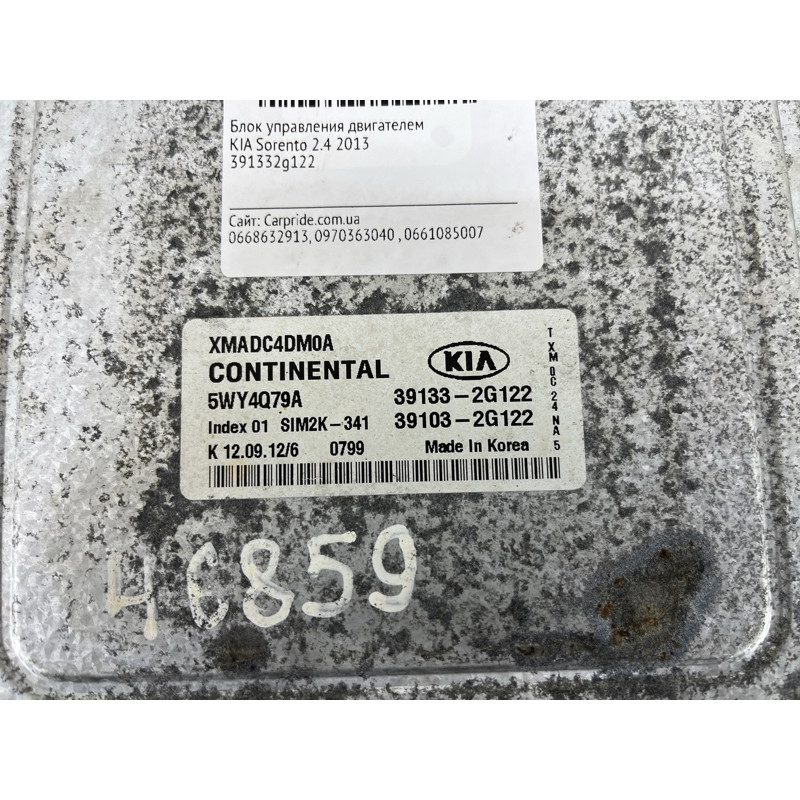 Блок управления двигателем
KIA Sorento 2.4 2013
391332g122
Сайт: Carpride.com.ua
0668632913, 0970363040 , 0661085007
XMADC4DM0A
CONTINENTAL
KIA
5WY4Q79A
39133-2G122
Index 01 SIM2K-341
39103-2G122
K 12.09.12/6 0799 Made In Korea
TXM 0C 24 NA 5
4C859